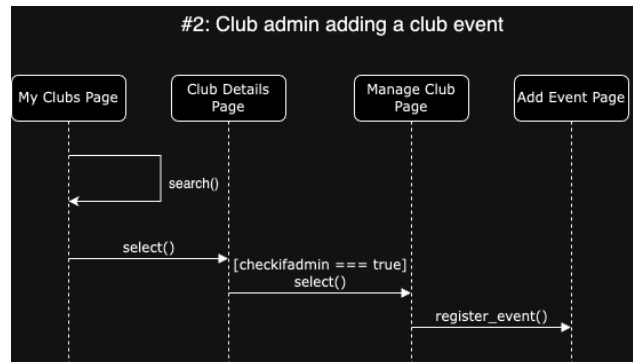 #2: Club admin adding a club event
My Clubs Page
Club Details
Page
Manage Club
Page
Add Event Page
search()
select()
[checkifadmin === true]
select()
register_event()